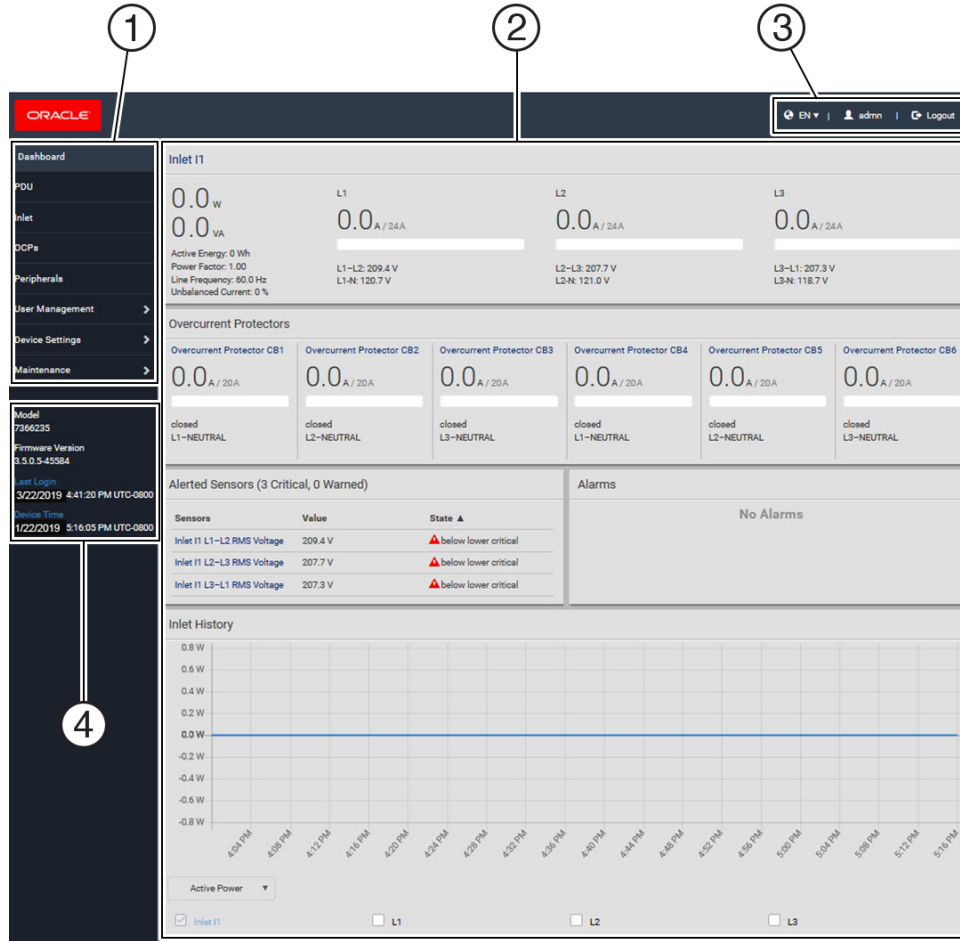 1 2 3
ORACLE
EN | admn | Logout
Dashboard
PDU
Inlet
OCPs
Peripherals
User Management
Device Settings
Maintenance
Model
7366235
Firmware Version
3.5.0.5-45584
Last Login
3/22/2019 4:41:20 PM UTC-0800
Device Time
1/22/2019 5:16:05 PM UTC-0800
4
Inlet I1
0.0 W
0.0 VA
Active Energy: 0 Wh
Power Factor: 1.00
Line Frequency: 60.0 Hz
Unbalanced Current: 0 %
L1
0.0 A / 24A
L1-L2: 209.4 V
L1-N: 120.7 V
L2
0.0 A / 24A
L2-L3: 207.7 V
L2-N: 121.0 V
L3
0.0 A / 24A
L3-L1: 207.3 V
L3-N: 118.7 V
Overcurrent Protectors
Overcurrent Protector CB1
0.0 A / 20A
closed
L1-NEUTRAL
Overcurrent Protector CB2
0.0 A / 20A
closed
L2-NEUTRAL
Overcurrent Protector CB3
0.0 A / 20A
closed
L3-NEUTRAL
Overcurrent Protector CB4
0.0 A / 20A
closed
L1-NEUTRAL
Overcurrent Protector CB5
0.0 A / 20A
closed
L2-NEUTRAL
Overcurrent Protector CB6
0.0 A / 20A
closed
L3-NEUTRAL
Alerted Sensors (3 Critical, 0 Warned)
Sensors Value State ▲
Inlet I1 L1-L2 RMS Voltage 209.4 V below lower critical
Inlet I1 L2-L3 RMS Voltage 207.7 V below lower critical
Inlet I1 L3-L1 RMS Voltage 207.3 V below lower critical
Alarms
No Alarms
Inlet History
0.8 W
0.6 W
0.4 W
0.2 W
0.0 W
-0.2 W
-0.4 W
-0.6 W
-0.8 W
4:04 PM 4:08 PM 4:12 PM 4:16 PM 4:20 PM 4:24 PM 4:28 PM 4:32 PM 4:36 PM 4:40 PM 4:44 PM 4:48 PM 4:52 PM 4:56 PM 5:00 PM 5:04 PM 5:08 PM 5:12 PM 5:16 PM
Active Power
Inlet I1 L1 L2 L3